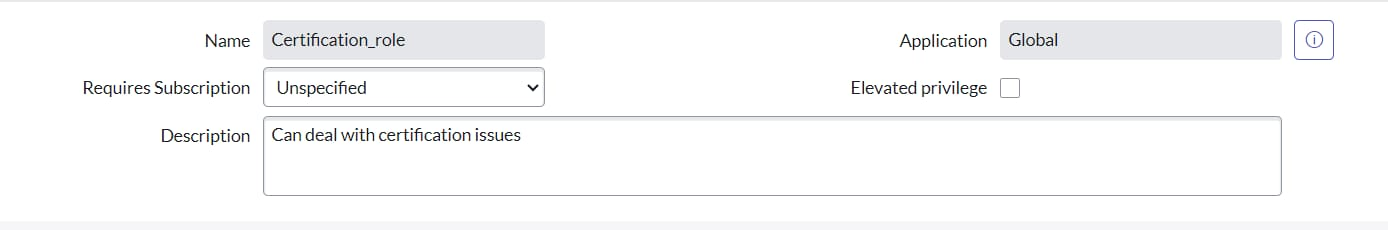 Name Certification_role Application Global
Requires Subscription Unspecified Elevated privilege
Description Can deal with certification issues